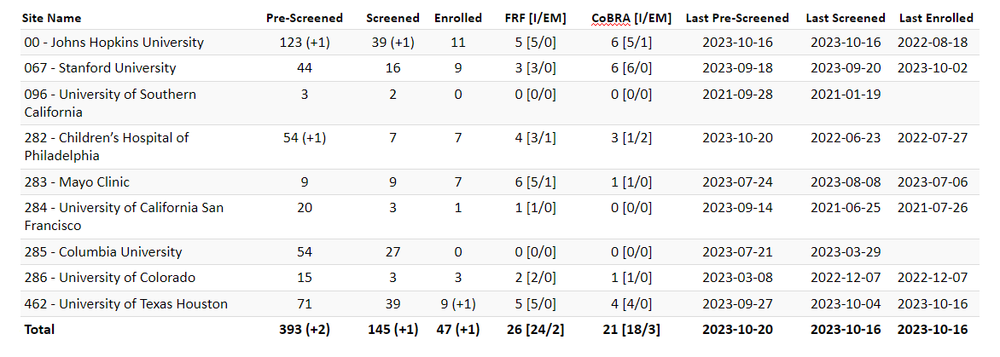 Site Name Pre-Screened Screened Enrolled FRF [I/EM] CoBRA [I/EM] Last Pre-Screened Last Screened Last Enrolled
00 - Johns Hopkins University 123 (+1) 39 (+1) 11 5 [5/0] 6 [5/1] 2023-10-16 2023-10-16 2022-08-18
067 - Stanford University 44 16 9 3 [3/0] 6 [6/0] 2023-09-18 2023-09-20 2023-10-02
096 - University of Southern
California 3 2 0 0 [0/0] 0 [0/0] 2021-09-28 2021-01-19
282 - Children’s Hospital of
Philadelphia 54 (+1) 7 7 4 [3/1] 3 [1/2] 2023-10-20 2022-06-23 2022-07-27
283 - Mayo Clinic 9 9 7 6 [5/1] 1 [1/0] 2023-07-24 2023-08-08 2023-07-06
284 - University of California San
Francisco 20 3 1 1 [1/0] 0 [0/0] 2023-09-14 2021-06-25 2021-07-26
285 - Columbia University 54 27 0 0 [0/0] 0 [0/0] 2023-07-21 2023-03-29
286 - University of Colorado 15 3 3 2 [2/0] 1 [1/0] 2023-03-08 2022-12-07 2022-12-07
462 - University of Texas Houston 71 39 9 (+1) 5 [5/0] 4 [4/0] 2023-09-27 2023-10-04 2023-10-16
Total 393 (+2) 145 (+1) 47 (+1) 26 [24/2] 21 [18/3] 2023-10-20 2023-10-16 2023-10-16